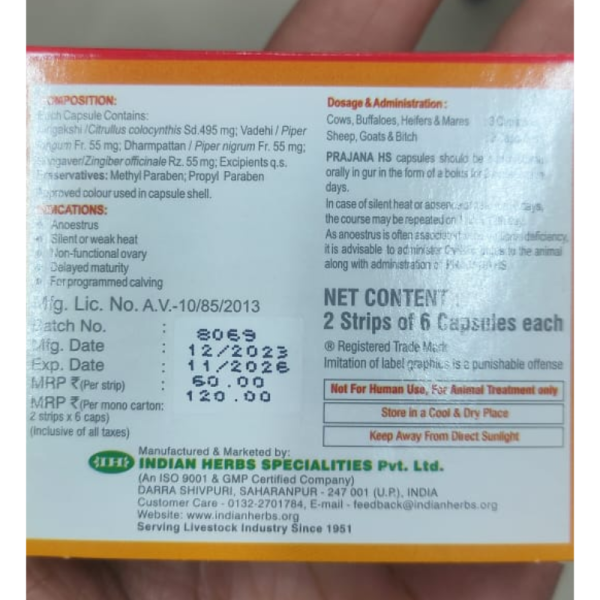 COMPOSITION:
Each Capsule Contains:
/Citrullus colocynthis Sd.495 mg; Vadehi / Piper
Fr. 55 mg; Dharmpattan / Piper nigrum Fr. 55 mg;
/Zingiber officinale Rz. 55 mg; Excipients q.s.
Preservatives: Methyl Paraben; Propyl Paraben
Approved colour used in capsule shell.
INDICATIONS:
Anoestrus
Silent or weak heat
Non-functional ovary
Delayed maturity
For programmed calving
Mfg. Lic. No. A.V.-10/85/2013
Batch No. : 8069
Mfg. Date : 12/2023
Exp. Date : 11/2026
MRP ₹ (Per strip) : 60.00
MRP ₹ (Per mono carton: 120.00
2 strips x 6 caps)
(Inclusive of all taxes)
Dosage & Administration :
Cows, Buffaloes, Heifers & Mares :
Sheep, Goats & Bitch
PRAJANA HS capsules should be
orally in gur in the form of a bolus for
days.
In case of silent heat or absence of days,
the course may be repeated on
As anoestrus is often associated deficiency,
it is advisable to administer to the animal
along with administration of PRAJANA HS
NET CONTENT :
2 Strips of 6 Capsules each
® Registered Trade Mark
Imitation of label graphics is a punishable offense
Not For Human Use, For Animal Treatment only
Store in a Cool & Dry Place
Keep Away From Direct Sunlight
Manufactured & Marketed by:
IHS INDIAN HERBS SPECIALITIES Pvt. Ltd.
(An ISO 9001 & GMP Certified Company)
DARRA SHIVPURI, SAHARANPUR - 247 001 (U.P.), INDIA
Customer Care - 0132-2701784, E-mail - feedback@indianherbs.org
Website: www.indianherbs.org
Serving Livestock Industry Since 1951